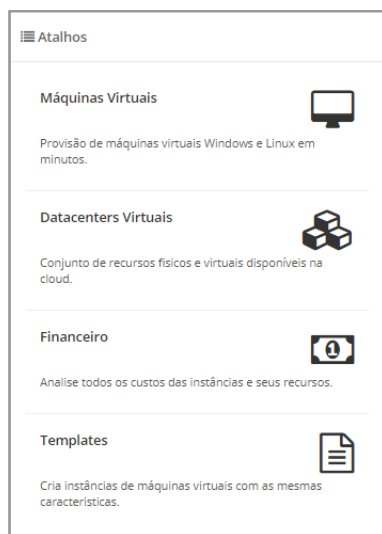 Atalhos
Máquinas Virtuais
Provisão de máquinas virtuais Windows e Linux em
minutos.
Datacenters Virtuais
Conjunto de recursos fisicos e virtuais disponíveis na
cloud.
Financeiro
1
Analise todos os custos das instâncias e seus recursos.
Templates
Cria instâncias de máquinas virtuais com as mesmas
caracteristicas.